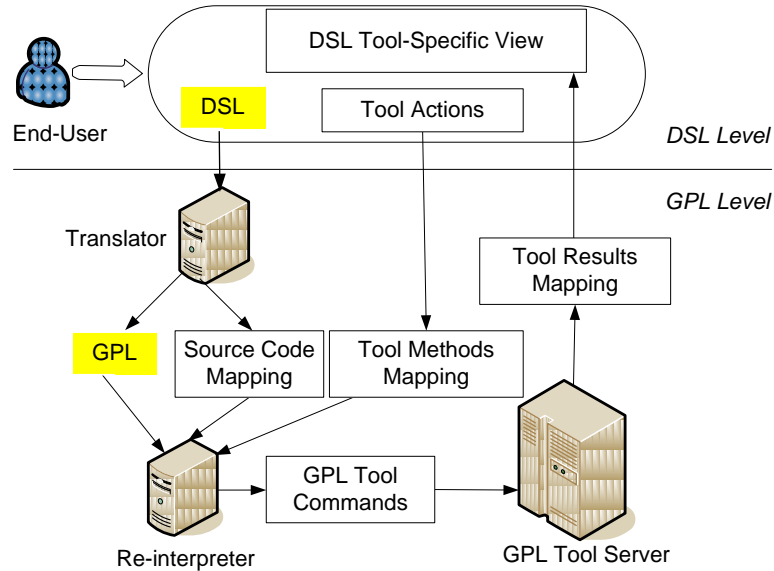 DSL Tool-Specific View
DSL
Tool Actions
End-User
DSL Level
GPL Level
Translator
Tool Results
Mapping
GPL
Source Code
Mapping
Tool Methods
Mapping
GPL Tool
Commands
Re-interpreter
GPL Tool Server